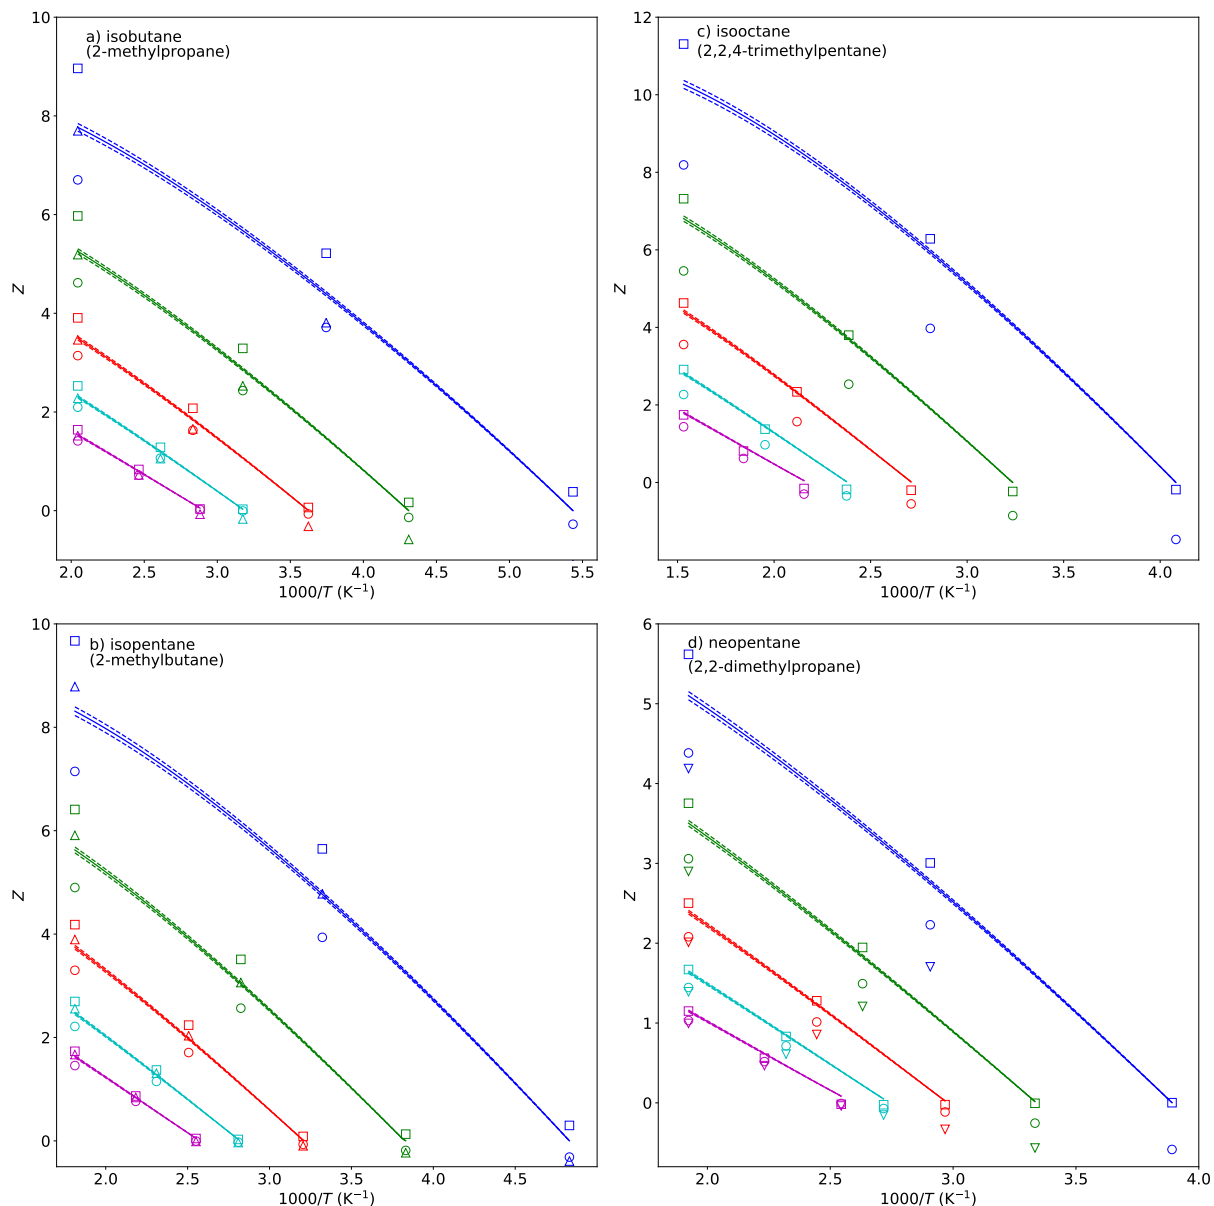 a) isobutane
(2-methylpropane)
10
8
6
4
2
0
Z
2.0 2.5 3.0 3.5 4.0 4.5 5.0 5.5
1000/T (K⁻¹)
c) isooctane
(2,2,4-trimethylpentane)
12
10
8
6
4
2
0
Z
1.5 2.0 2.5 3.0 3.5 4.0
1000/T (K⁻¹)
b) isopentane
(2-methylbutane)
10
8
6
4
2
0
Z
2.0 2.5 3.0 3.5 4.0 4.5
1000/T (K⁻¹)
d) neopentane
(2,2-dimethylpropane)
6
5
4
3
2
1
0
Z
2.0 2.5 3.0 3.5 4.0
1000/T (K⁻¹)